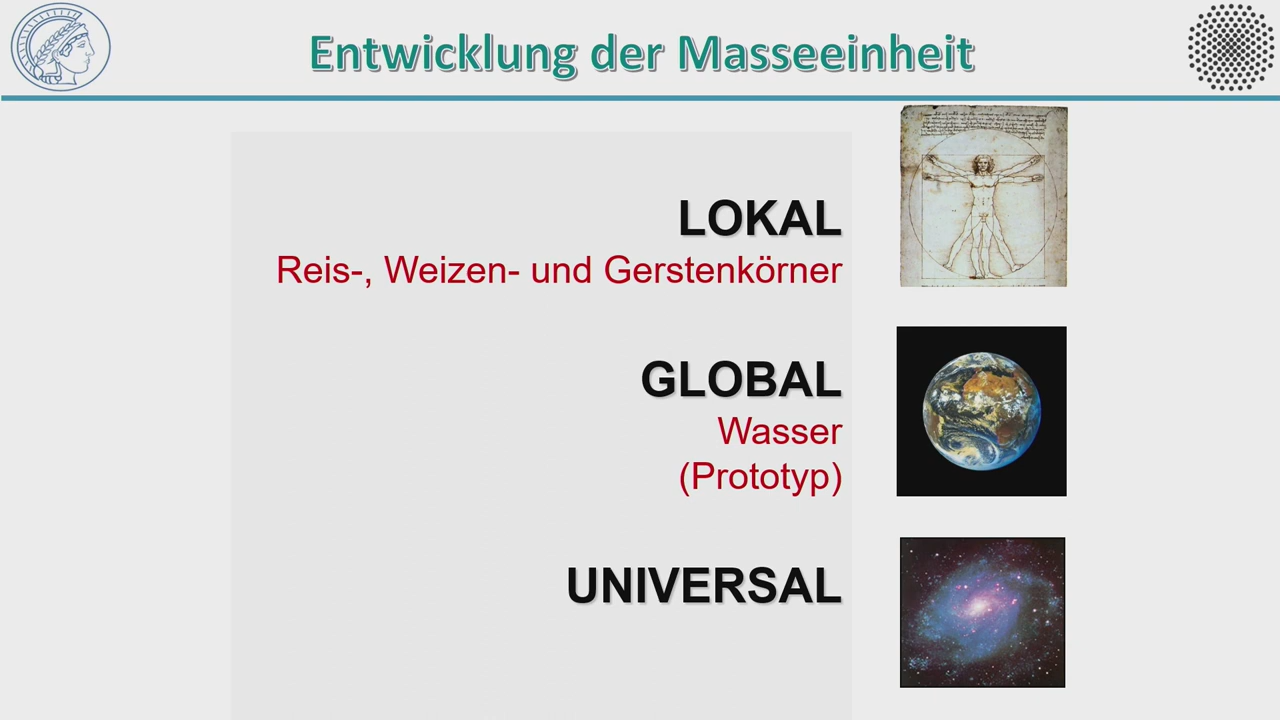 Entwicklung der Masseeinheit
LOKAL
Reis-, Weizen- und Gerstenkörner
GLOBAL
Wasser
(Prototyp)
UNIVERSAL